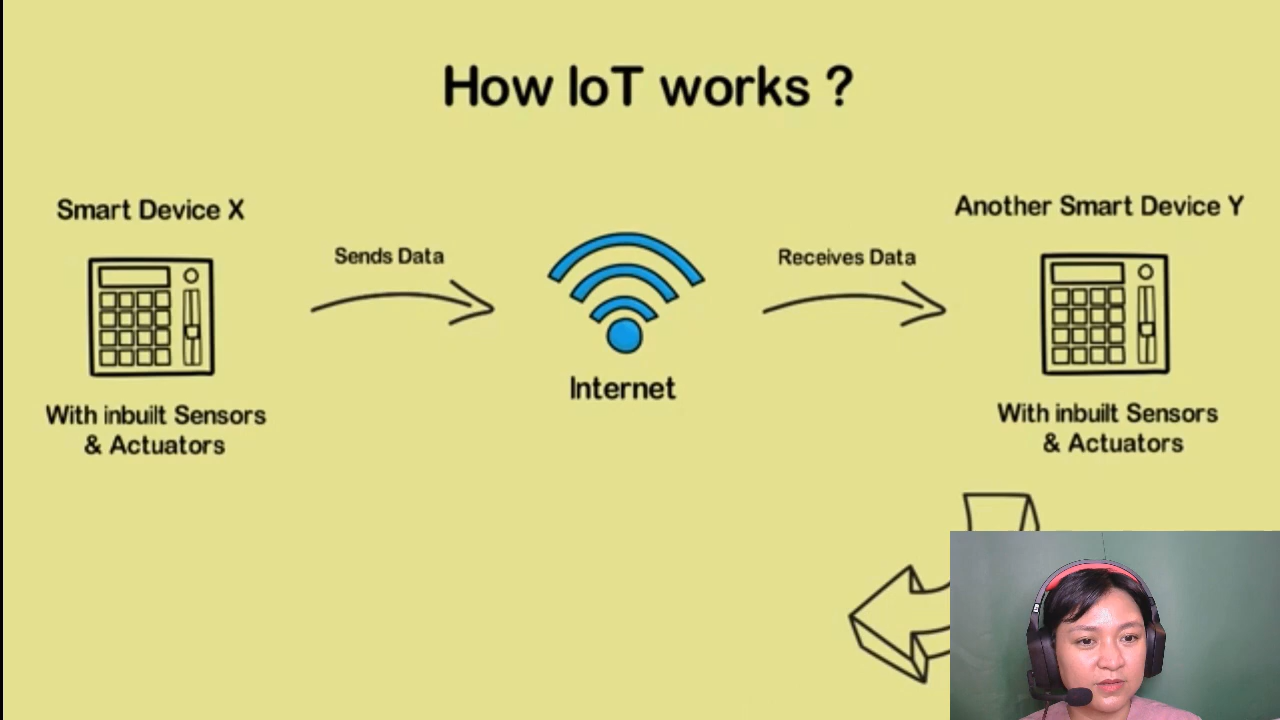 How IoT works ?
Smart Device X
Another Smart Device Y
Sends Data
Receives Data
Internet
With inbuilt Sensors
& Actuators
With inbuilt Sensors
& Actuators